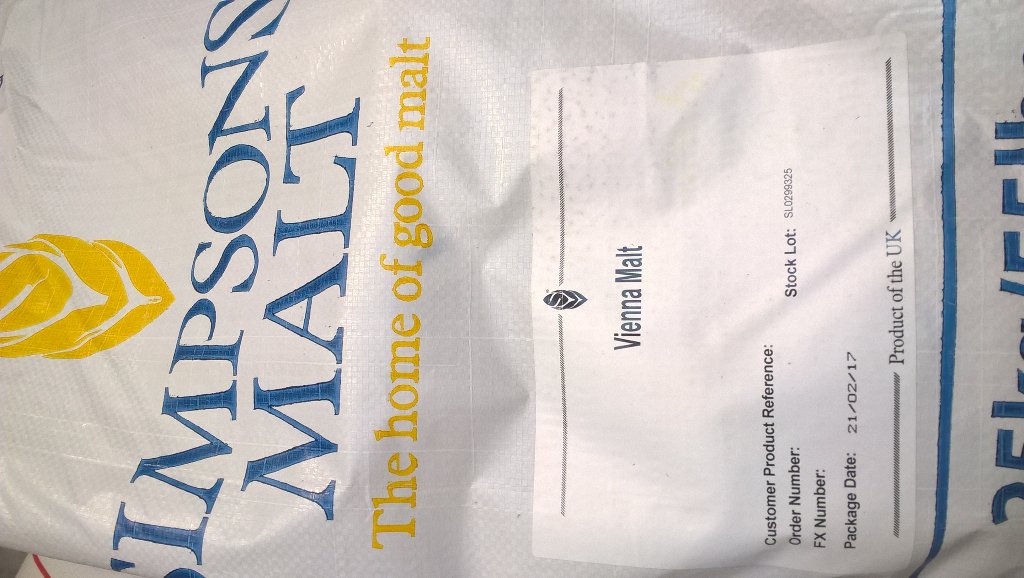 SIMPSONS
MALT
The home of good malt
Vienna Malt
Customer Product Reference:
Order Number:
Stock Lot: SL0299325
FX Number:
Package Date: 21/02/17
Product of the UK